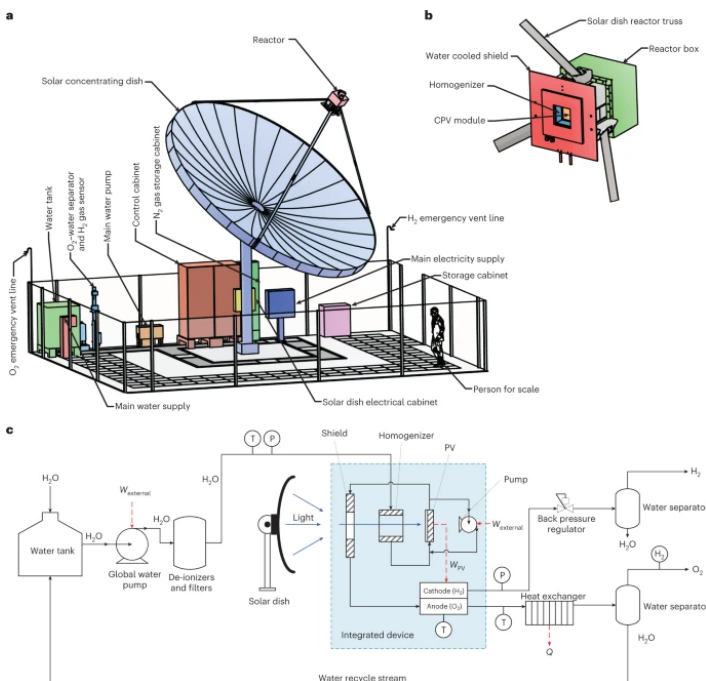 a
Reactor
Solar concentrating dish
Water tank
O₂–water separator
and H₂ gas sensor
Main water pump
Control cabinet
N₂ gas storage cabinet
H₂ emergency vent line
Main electricity supply
Storage cabinet
O₂ emergency vent line
Person for scale
Main water supply
Solar dish electrical cabinet
b
Solar dish reactor truss
Water cooled shield
Reactor box
Homogenizer
CPV module
c
Shield
Homogenizer
PV
T
P
H₂O
H₂O
W external
H₂O
H₂O
Water tank
Global water
pump
De-ionizers
and filters
Light
Solar dish
Pump
W external
W PV
Cathode (H₂)
Anode (O₂)
T
Integrated device
P
T
Back pressure
regulator
H₂
Water separato
H₂O
Heat exchanger
Q
H₂
O₂
Water separato
H₂O
Water recycle stream